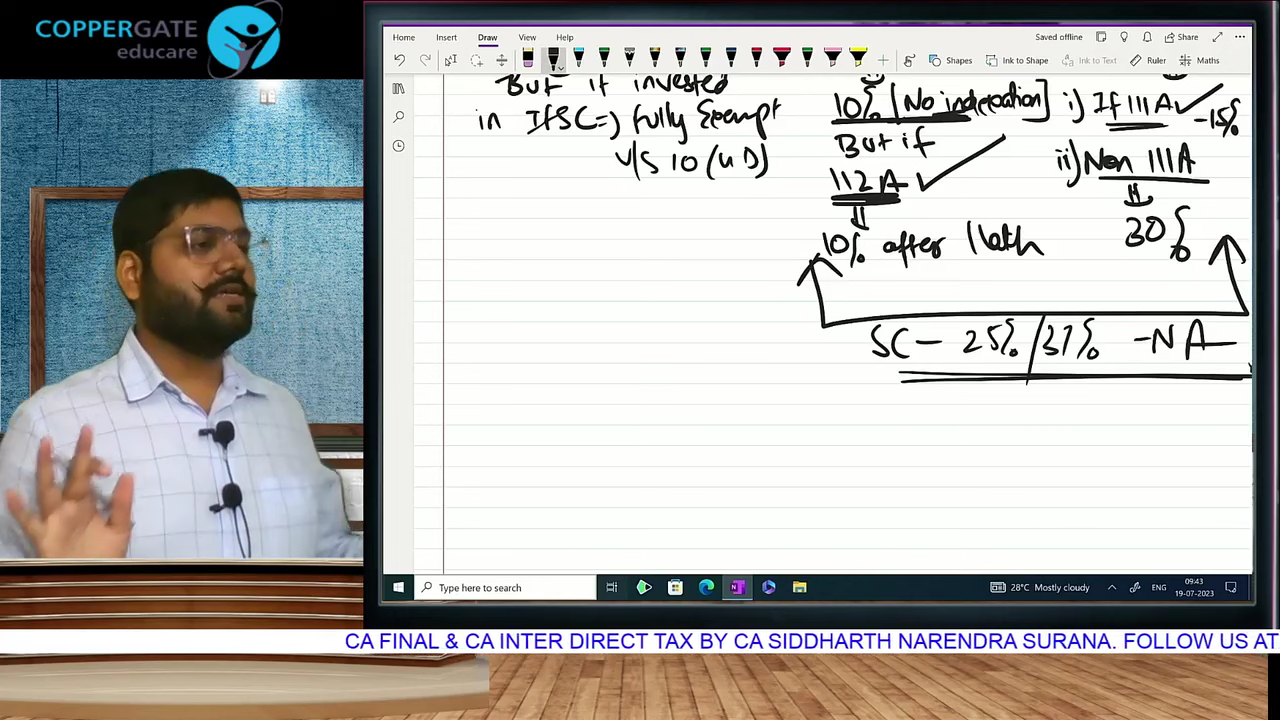 COPPERGATE
educare
Home Insert Draw View Help
Saved offline
Share
Shapes Ink to Shape Ink to Text Ruler Maths
But if invested
in IFSC => fully Exempt
U/S 10 (4D)
10% [No indexation]
But if
112A
10% after 1 lakh
i) If 111A -15%
ii) Non 111A
30%
SC - 25% / 37% - NA
Type here to search
28°C Mostly cloudy
ENG
09:43
19-07-2023
CA FINAL & CA INTER DIRECT TAX BY CA SIDDHARTH NARENDRA SURANA. FOLLOW US AT